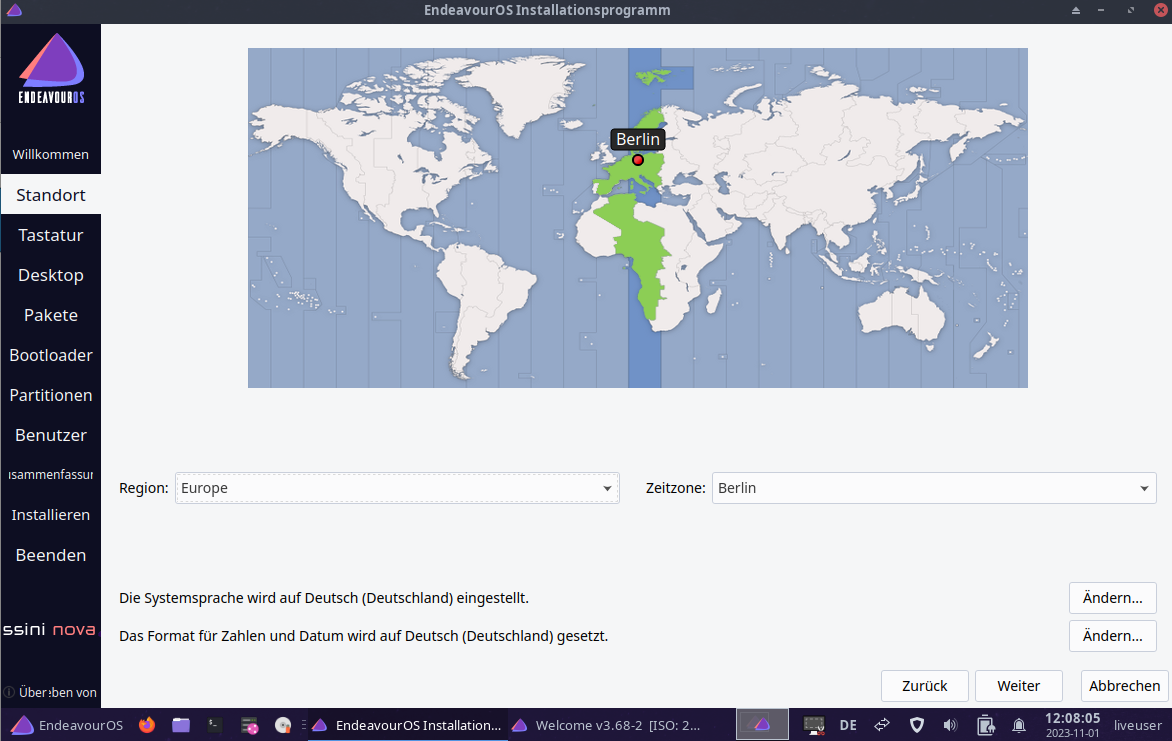 EndeavourOS Installationsprogramm
ENDEAVOUROS
Willkommen
Standort
Tastatur
Desktop
Pakete
Bootloader
Partitionen
Benutzer
sammenfassur
Installieren
Beenden
ssini nova
Über
ben von
Berlin
Region: Europe
Zeitzone: Berlin
Die Systemsprache wird auf Deutsch (Deutschland) eingestellt.
Ändern...
Das Format für Zahlen und Datum wird auf Deutsch (Deutschland) gesetzt.
Ändern...
Zurück
Weiter
Abbrechen
EndeavourOS
EndeavourOS Installation...
Welcome v3.68-2 [ISO: 2...
DE
12:08:05
2023-11-01
liveuser